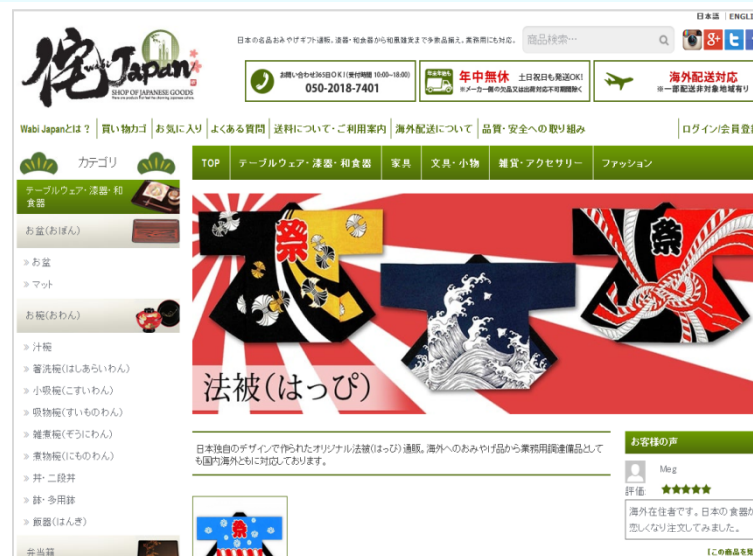 日本語 | ENGLI
侘
wabi Japan
SHOP OF JAPANESE GOODS
日本の名品おみやげギフト通販。漆器・和食器から和風雑貨まで多数品揃え。業務用にも対応。
商品検索…
お問い合わせ365日OK！(受付時間 10:00~18:00)
050-2018-7401
年中無休 土日祝日も発送OK!
※メーカー側の欠品又は出荷対応不可期間除く
海外配送対応
※一部配送非対象地域有り
Wabi Japanとは？ 買い物カゴ お気に入り よくある質問 送料について・ご利用案内 海外配送について 品質・安全への取り組み ログイン/会員登
カテゴリ
TOP テーブルウェア・漆器・和食器 家具 文具・小物 雑貨・アクセサリー ファッション
テーブルウェア・漆器・和食器
お盆(おぼん)
» お盆
» マット
お椀(おわん)
» 汁椀
» 箸洗椀(はしあらいわん)
» 小吸椀(こすいわん)
» 吸物椀(すいものわん)
» 雑煮椀(ぞうにわん)
» 煮物椀(にものわん)
» 丼・二段丼
» 鉢・多用鉢
» 飯器(はんき)
弁当箱
祭
祭
法被(はっぴ)
日本独自のデザインで作られたオリジナル法被(はっぴ)通販。海外へのおみやげ品から業務用調達備品として
も国内海外ともに対応しております。
祭
お客様の声
Meg
評価: ★★★★★
海外在住者です。日本の食器が
恋しくなり注文してみました。
[この商品を見